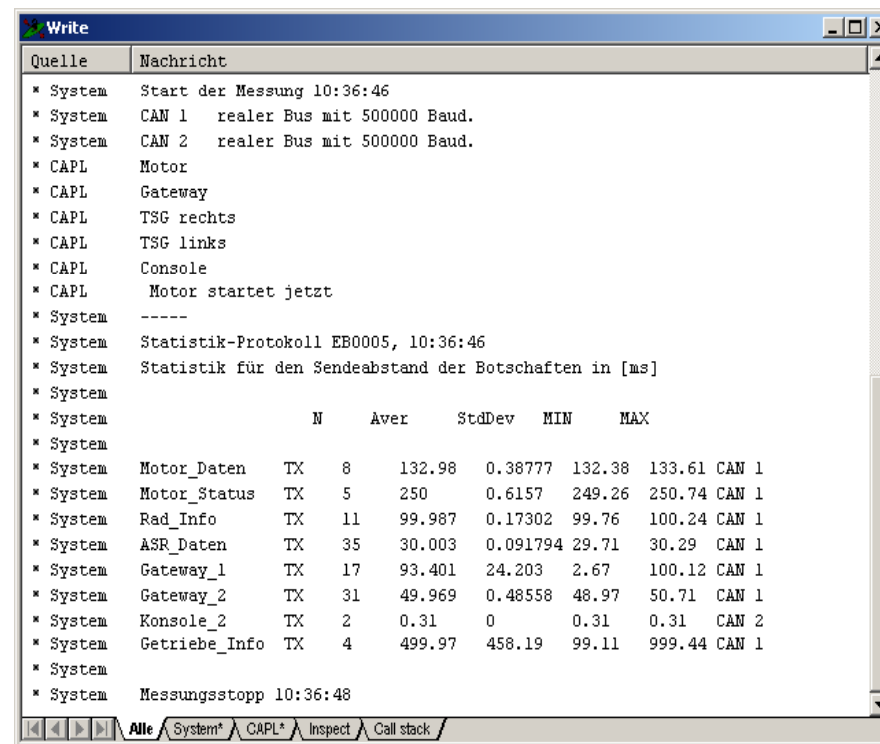 Write
Quelle Nachricht
* System Start der Messung 10:36:46
* System CAN 1 realer Bus mit 500000 Baud.
* System CAN 2 realer Bus mit 500000 Baud.
* CAPL Motor
* CAPL Gateway
* CAPL TSG rechts
* CAPL TSG links
* CAPL Console
* CAPL Motor startet jetzt
* System -----
* System Statistik-Protokoll EB0005, 10:36:46
* System Statistik für den Sendeabstand der Botschaften in [ms]
* System
* System N Aver StdDev MIN MAX
* System
* System Motor_Daten TX 8 132.98 0.38777 132.38 133.61 CAN 1
* System Motor_Status TX 5 250 0.6157 249.26 250.74 CAN 1
* System Rad_Info TX 11 99.987 0.17302 99.76 100.24 CAN 1
* System ASR_Daten TX 35 30.003 0.091794 29.71 30.29 CAN 1
* System Gateway_1 TX 17 93.401 24.203 2.67 100.12 CAN 1
* System Gateway_2 TX 31 49.969 0.48558 48.97 50.71 CAN 1
* System Konsole_2 TX 2 0.31 0 0.31 0.31 CAN 2
* System Getriebe_Info TX 4 499.97 458.19 99.11 999.44 CAN 1
* System
* System Messungsstopp 10:36:48
Alle System* CAPL* Inspect Call stack